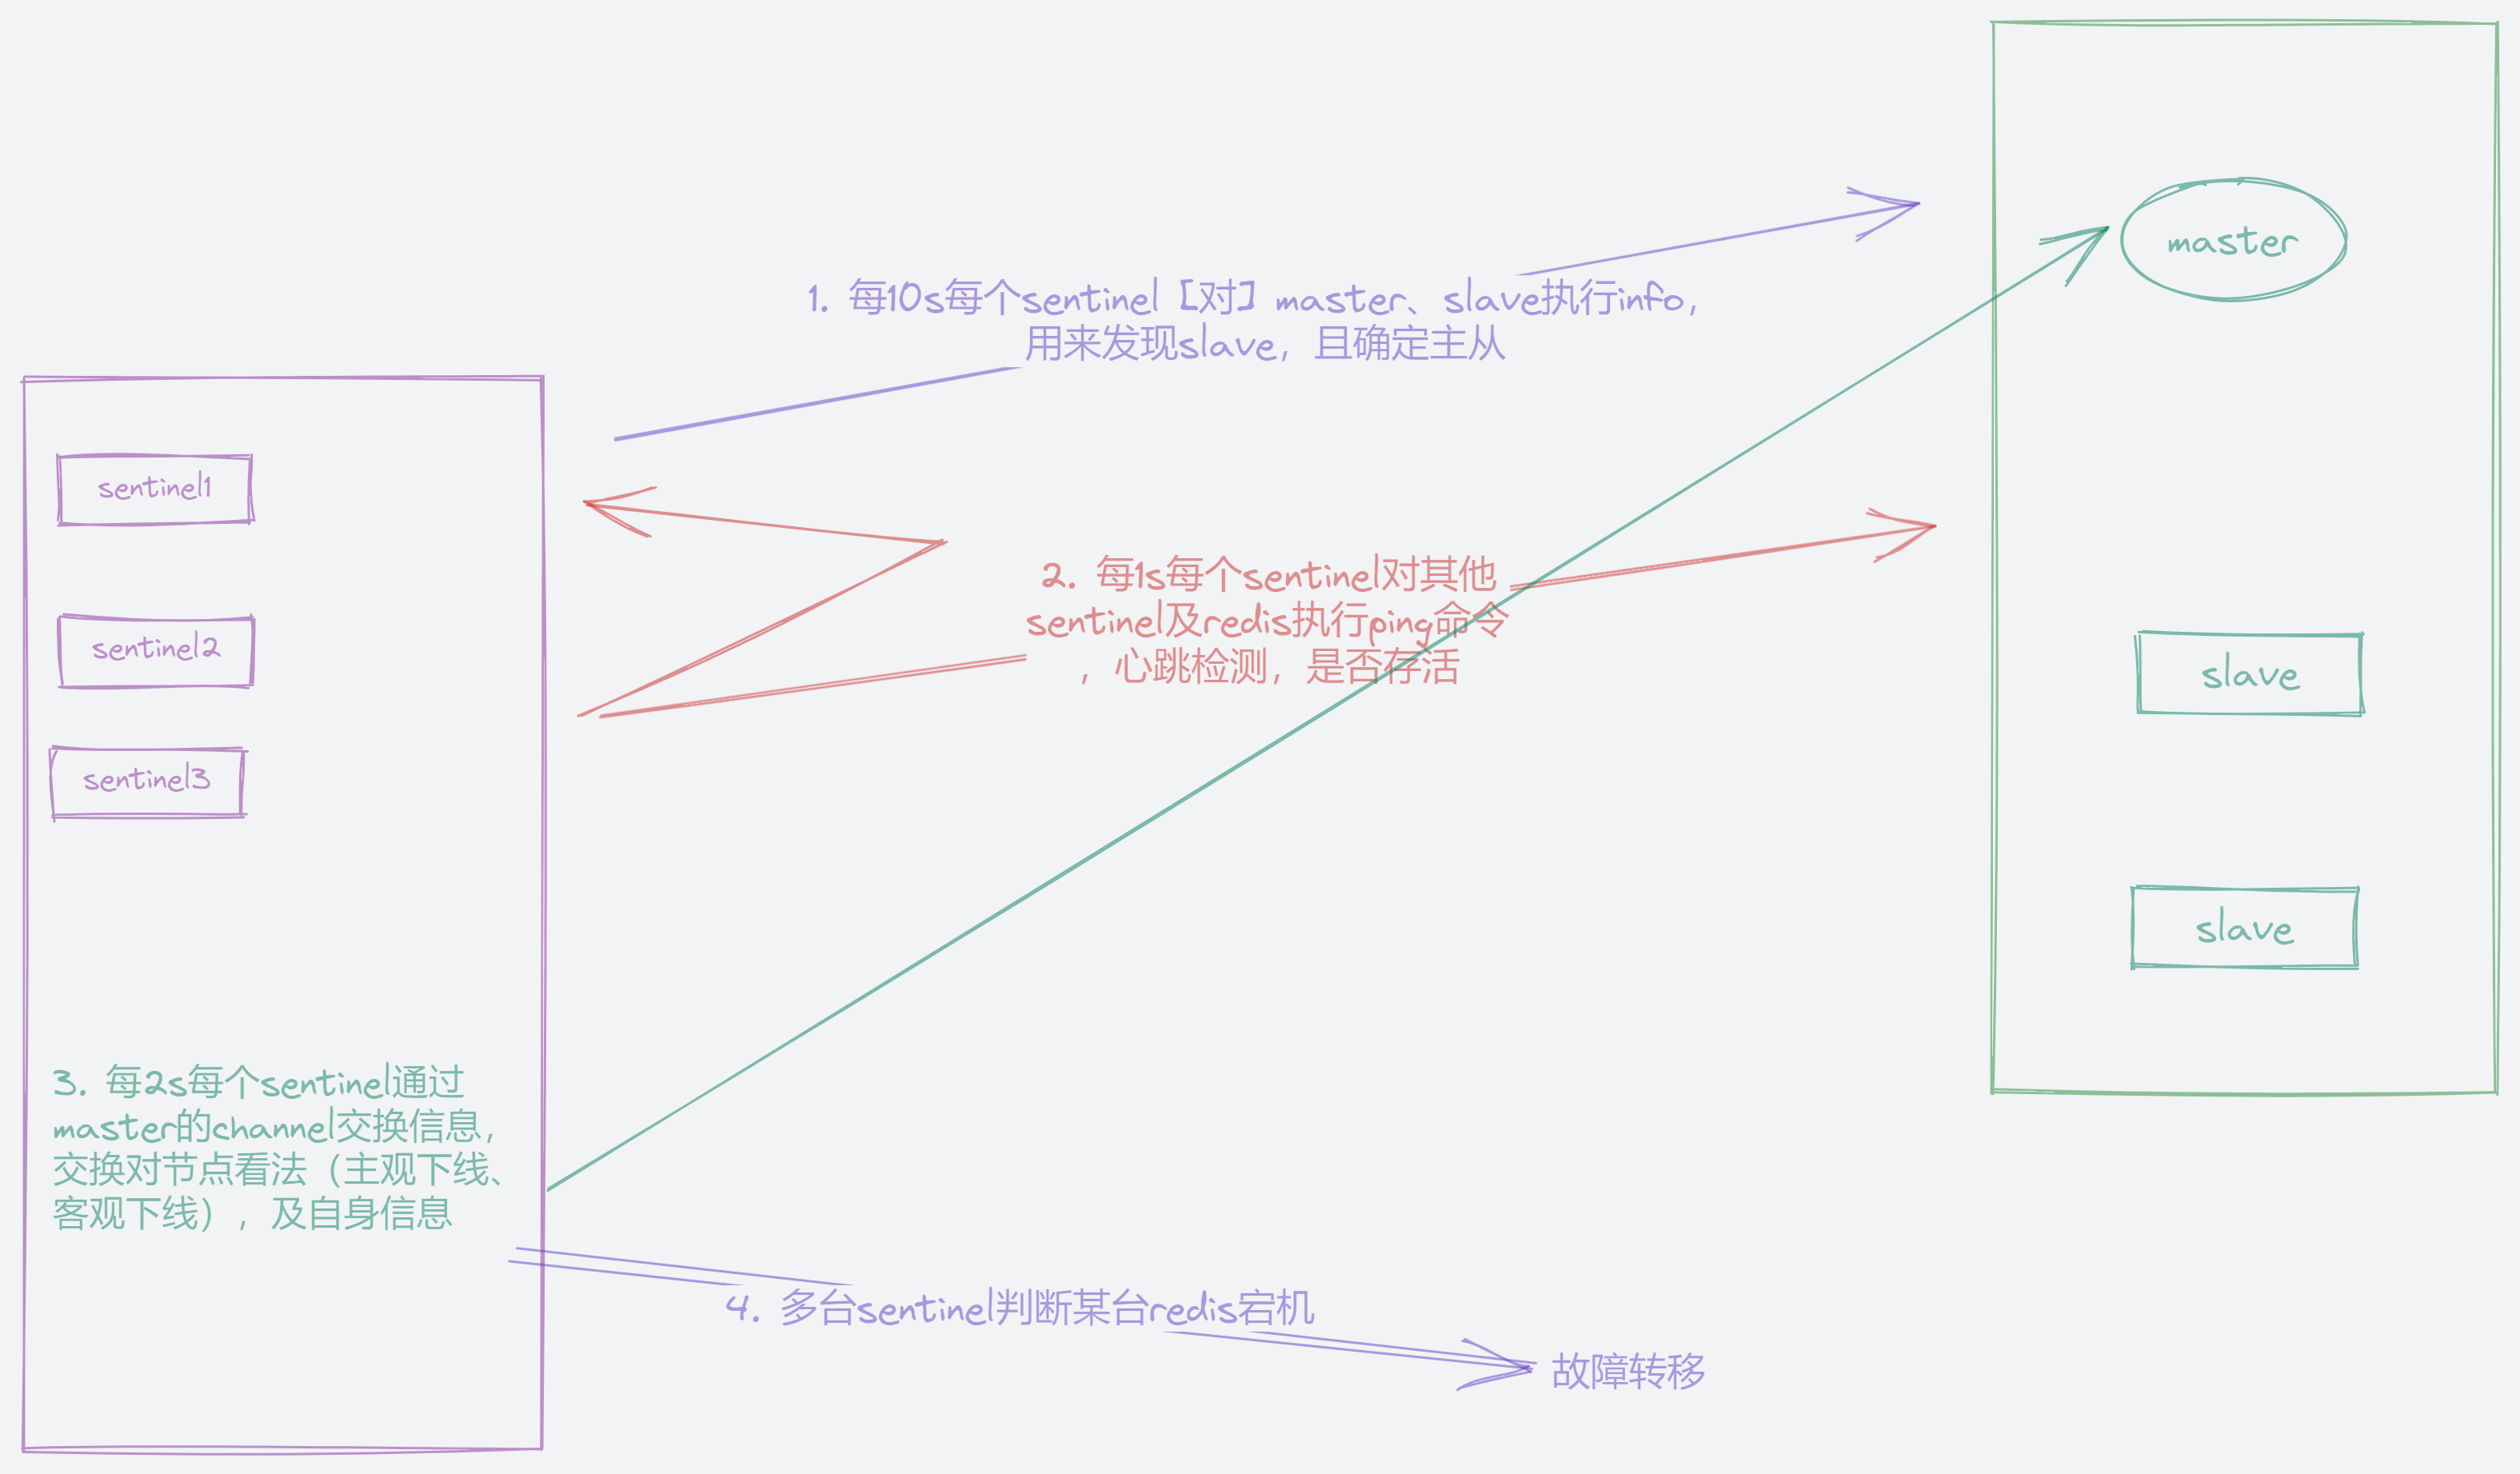 master
1. 每10s每个sentinel【对】master、slave执行info，
用来发现slave，且确定主从
sentinel1
2. 每1s每个sentinel对其他
sentinel及redis执行ping命令
，心跳检测，是否存活
sentinel2
slave
sentinel3
slave
3. 每2s每个sentinel通过
master的channel交换信息，
交换对节点看法（主观下线、
客观下线），及自身信息
4. 多台sentinel判断某台redis宕机
故障转移